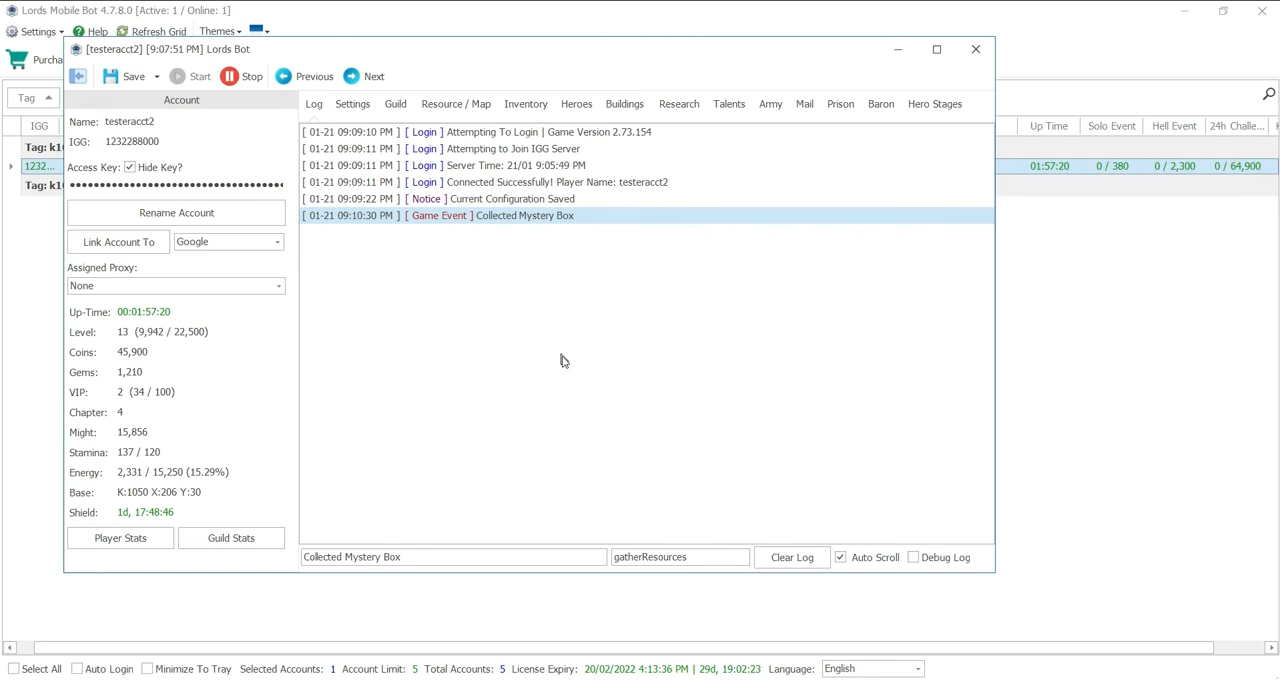 Lords Mobile Bot 4.7.8.0 [Active: 1 / Online: 1]
Settings Help Refresh Grid Themes
Purcha
Tag
IGG Up Time Solo Event Hell Event 24h Challe...
Tag: k1
1232... 01:57:20 0 / 380 0 / 2,300 0 / 64,900
Tag: k1
[testeracct2] [9:07:51 PM] Lords Bot
Save Start Stop Previous Next
Account
Name: testeracct2
IGG: 1232288000
Access Key: Hide Key?
Rename Account
Link Account To Google
Assigned Proxy:
None
Up-Time: 00:01:57:20
Level: 13 (9,942 / 22,500)
Coins: 45,900
Gems: 1,210
VIP: 2 (34 / 100)
Chapter: 4
Might: 15,856
Stamina: 137 / 120
Energy: 2,331 / 15,250 (15.29%)
Base: K:1050 X:206 Y:30
Shield: 1d, 17:48:46
Player Stats Guild Stats
Log Settings Guild Resource / Map Inventory Heroes Buildings Research Talents Army Mail Prison Baron Hero Stages
[ 01-21 09:09:10 PM ] [ Login ] Attempting To Login | Game Version 2.73.154
[ 01-21 09:09:11 PM ] [ Login ] Attempting to Join IGG Server
[ 01-21 09:09:11 PM ] [ Login ] Server Time: 21/01 9:05:49 PM
[ 01-21 09:09:11 PM ] [ Login ] Connected Successfully! Player Name: testeracct2
[ 01-21 09:09:22 PM ] [ Notice ] Current Configuration Saved
[ 01-21 09:10:30 PM ] [ Game Event ] Collected Mystery Box
Collected Mystery Box gatherResources Clear Log Auto Scroll Debug Log
Select All Auto Login Minimize To Tray Selected Accounts: 1 Account Limit: 5 Total Accounts: 5 License Expiry: 20/02/2022 4:13:36 PM | 29d, 19:02:23 Language: English